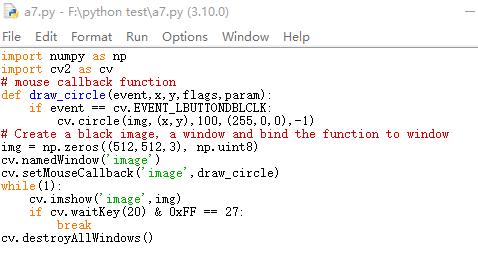 a7.py - F:\python test\a7.py (3.10.0)
File Edit Format Run Options Window Help
import numpy as np
import cv2 as cv
# mouse callback function
def draw_circle(event,x,y,flags,param):
    if event == cv.EVENT_LBUTTONDBLCLK:
        cv.circle(img,(x,y),100,(255,0,0),-1)
# Create a black image, a window and bind the function to window
img = np.zeros((512,512,3), np.uint8)
cv.namedWindow('image')
cv.setMouseCallback('image',draw_circle)
while(1):
    cv.imshow('image',img)
    if cv.waitKey(20) & 0xFF == 27:
        break
cv.destroyAllWindows()